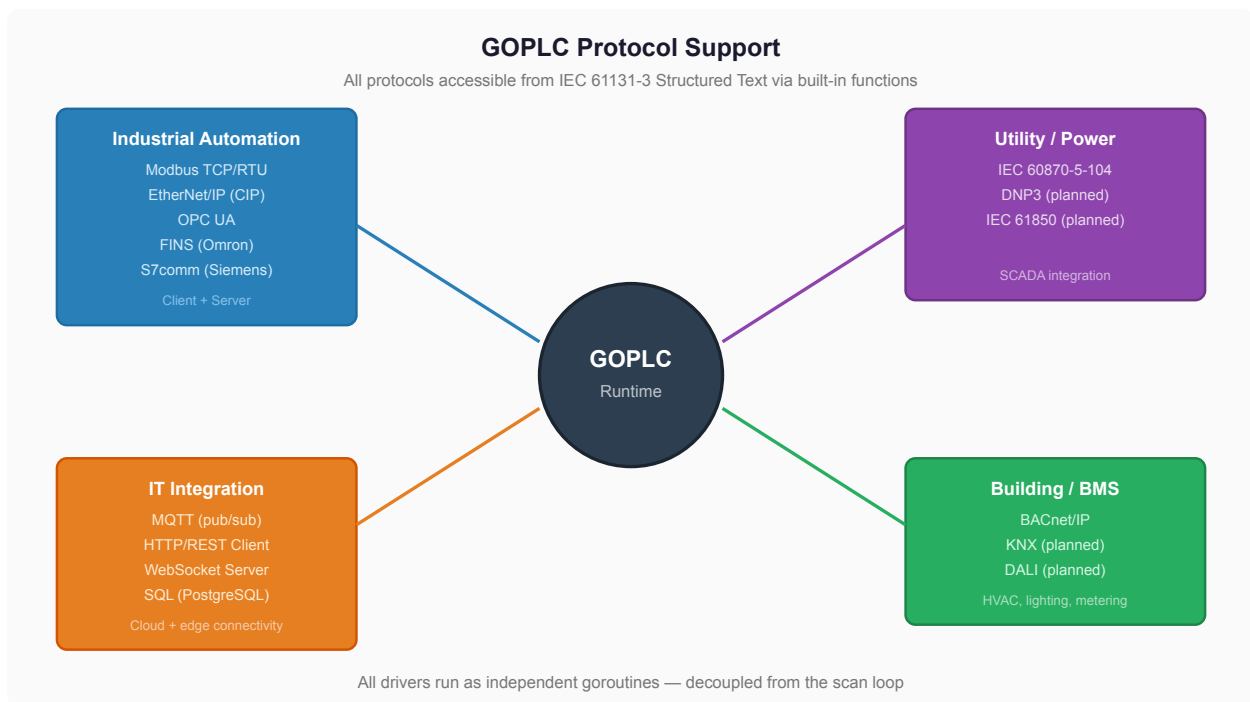 GOPLC Protocol Support
All protocols accessible from IEC 61131-3 Structured Text via built-in functions
Industrial Automation
Modbus TCP/RTU
EtherNet/IP (CIP)
OPC UA
FINS (Omron)
S7comm (Siemens)
Client + Server
Utility / Power
IEC 60870-5-104
DNP3 (planned)
IEC 61850 (planned)
SCADA integration
GOPLC
Runtime
IT Integration
MQTT (pub/sub)
HTTP/REST Client
WebSocket Server
SQL (PostgreSQL)
Cloud + edge connectivity
Building / BMS
BACnet/IP
KNX (planned)
DALI (planned)
HVAC, lighting, metering
All drivers run as independent goroutines — decoupled from the scan loop